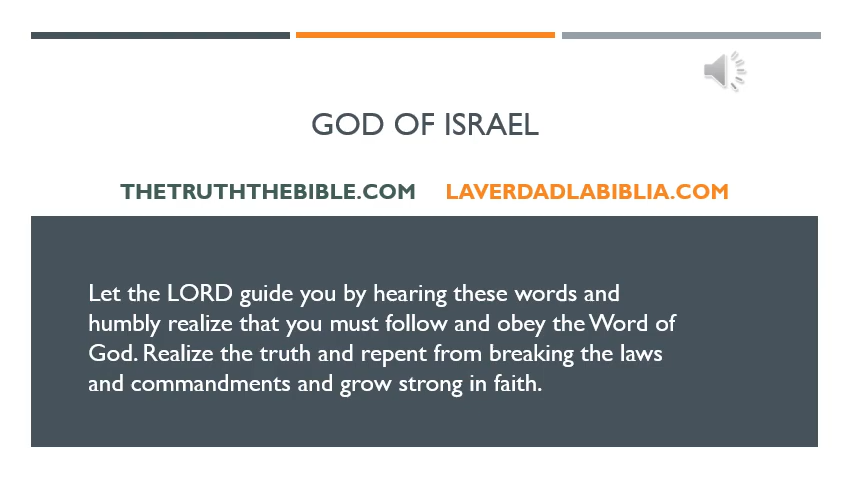 GOD OF ISRAEL
THETRUTHTHEBIBLE.COM LAVERDADLABIBLIA.COM
Let the LORD guide you by hearing these words and
humbly realize that you must follow and obey the Word of
God. Realize the truth and repent from breaking the laws
and commandments and grow strong in faith.